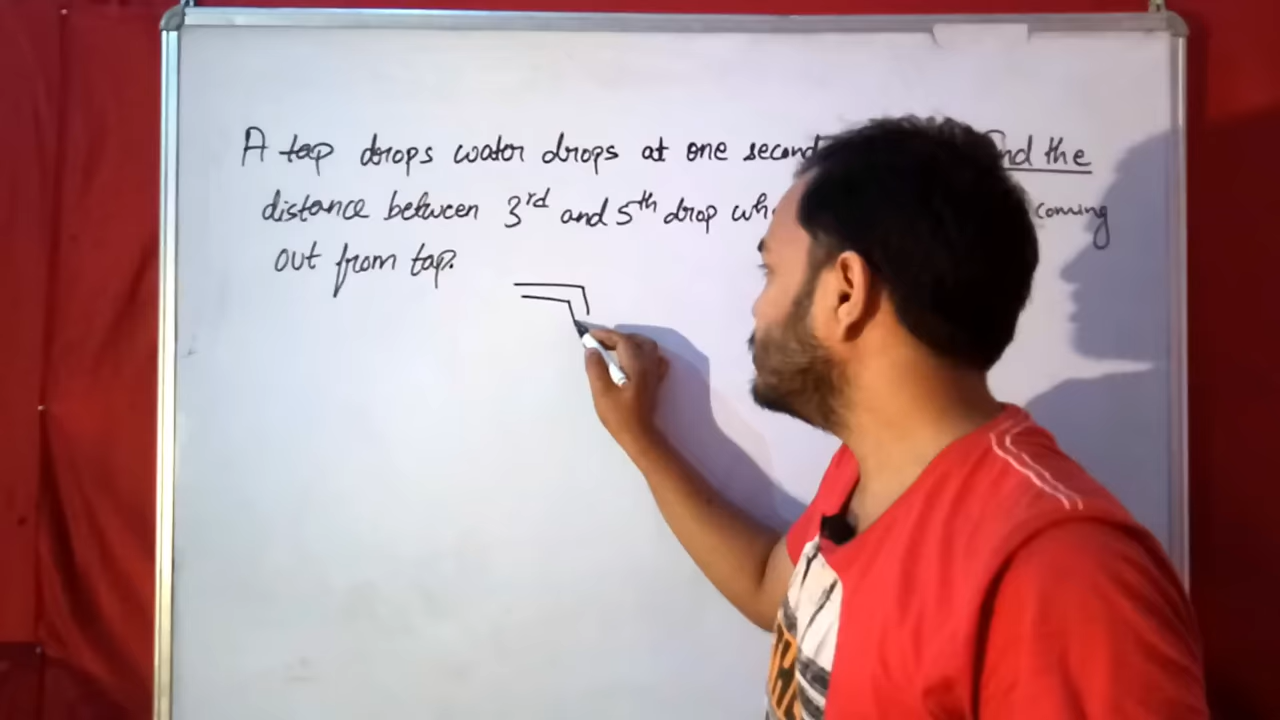 A tap drops water drops at one second find the
distance between 3rd and 5th drop coming
out from tap.